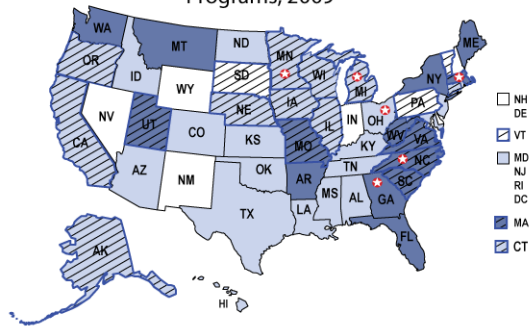 Programs, 2009
WA
MT
ND
MN
ME
OR
ID
SD
WI
MI
NY
WY
IA
PA
NE
NV
IL
IN
OH
UT
CO
WV
VA
CA
KS
MO
KY
NC
TN
AZ
OK
AR
SC
NM
MS
AL
GA
TX
LA
FL
AK
HI
NH
DE
VT
MD
NJ
RI
DC
MA
CT